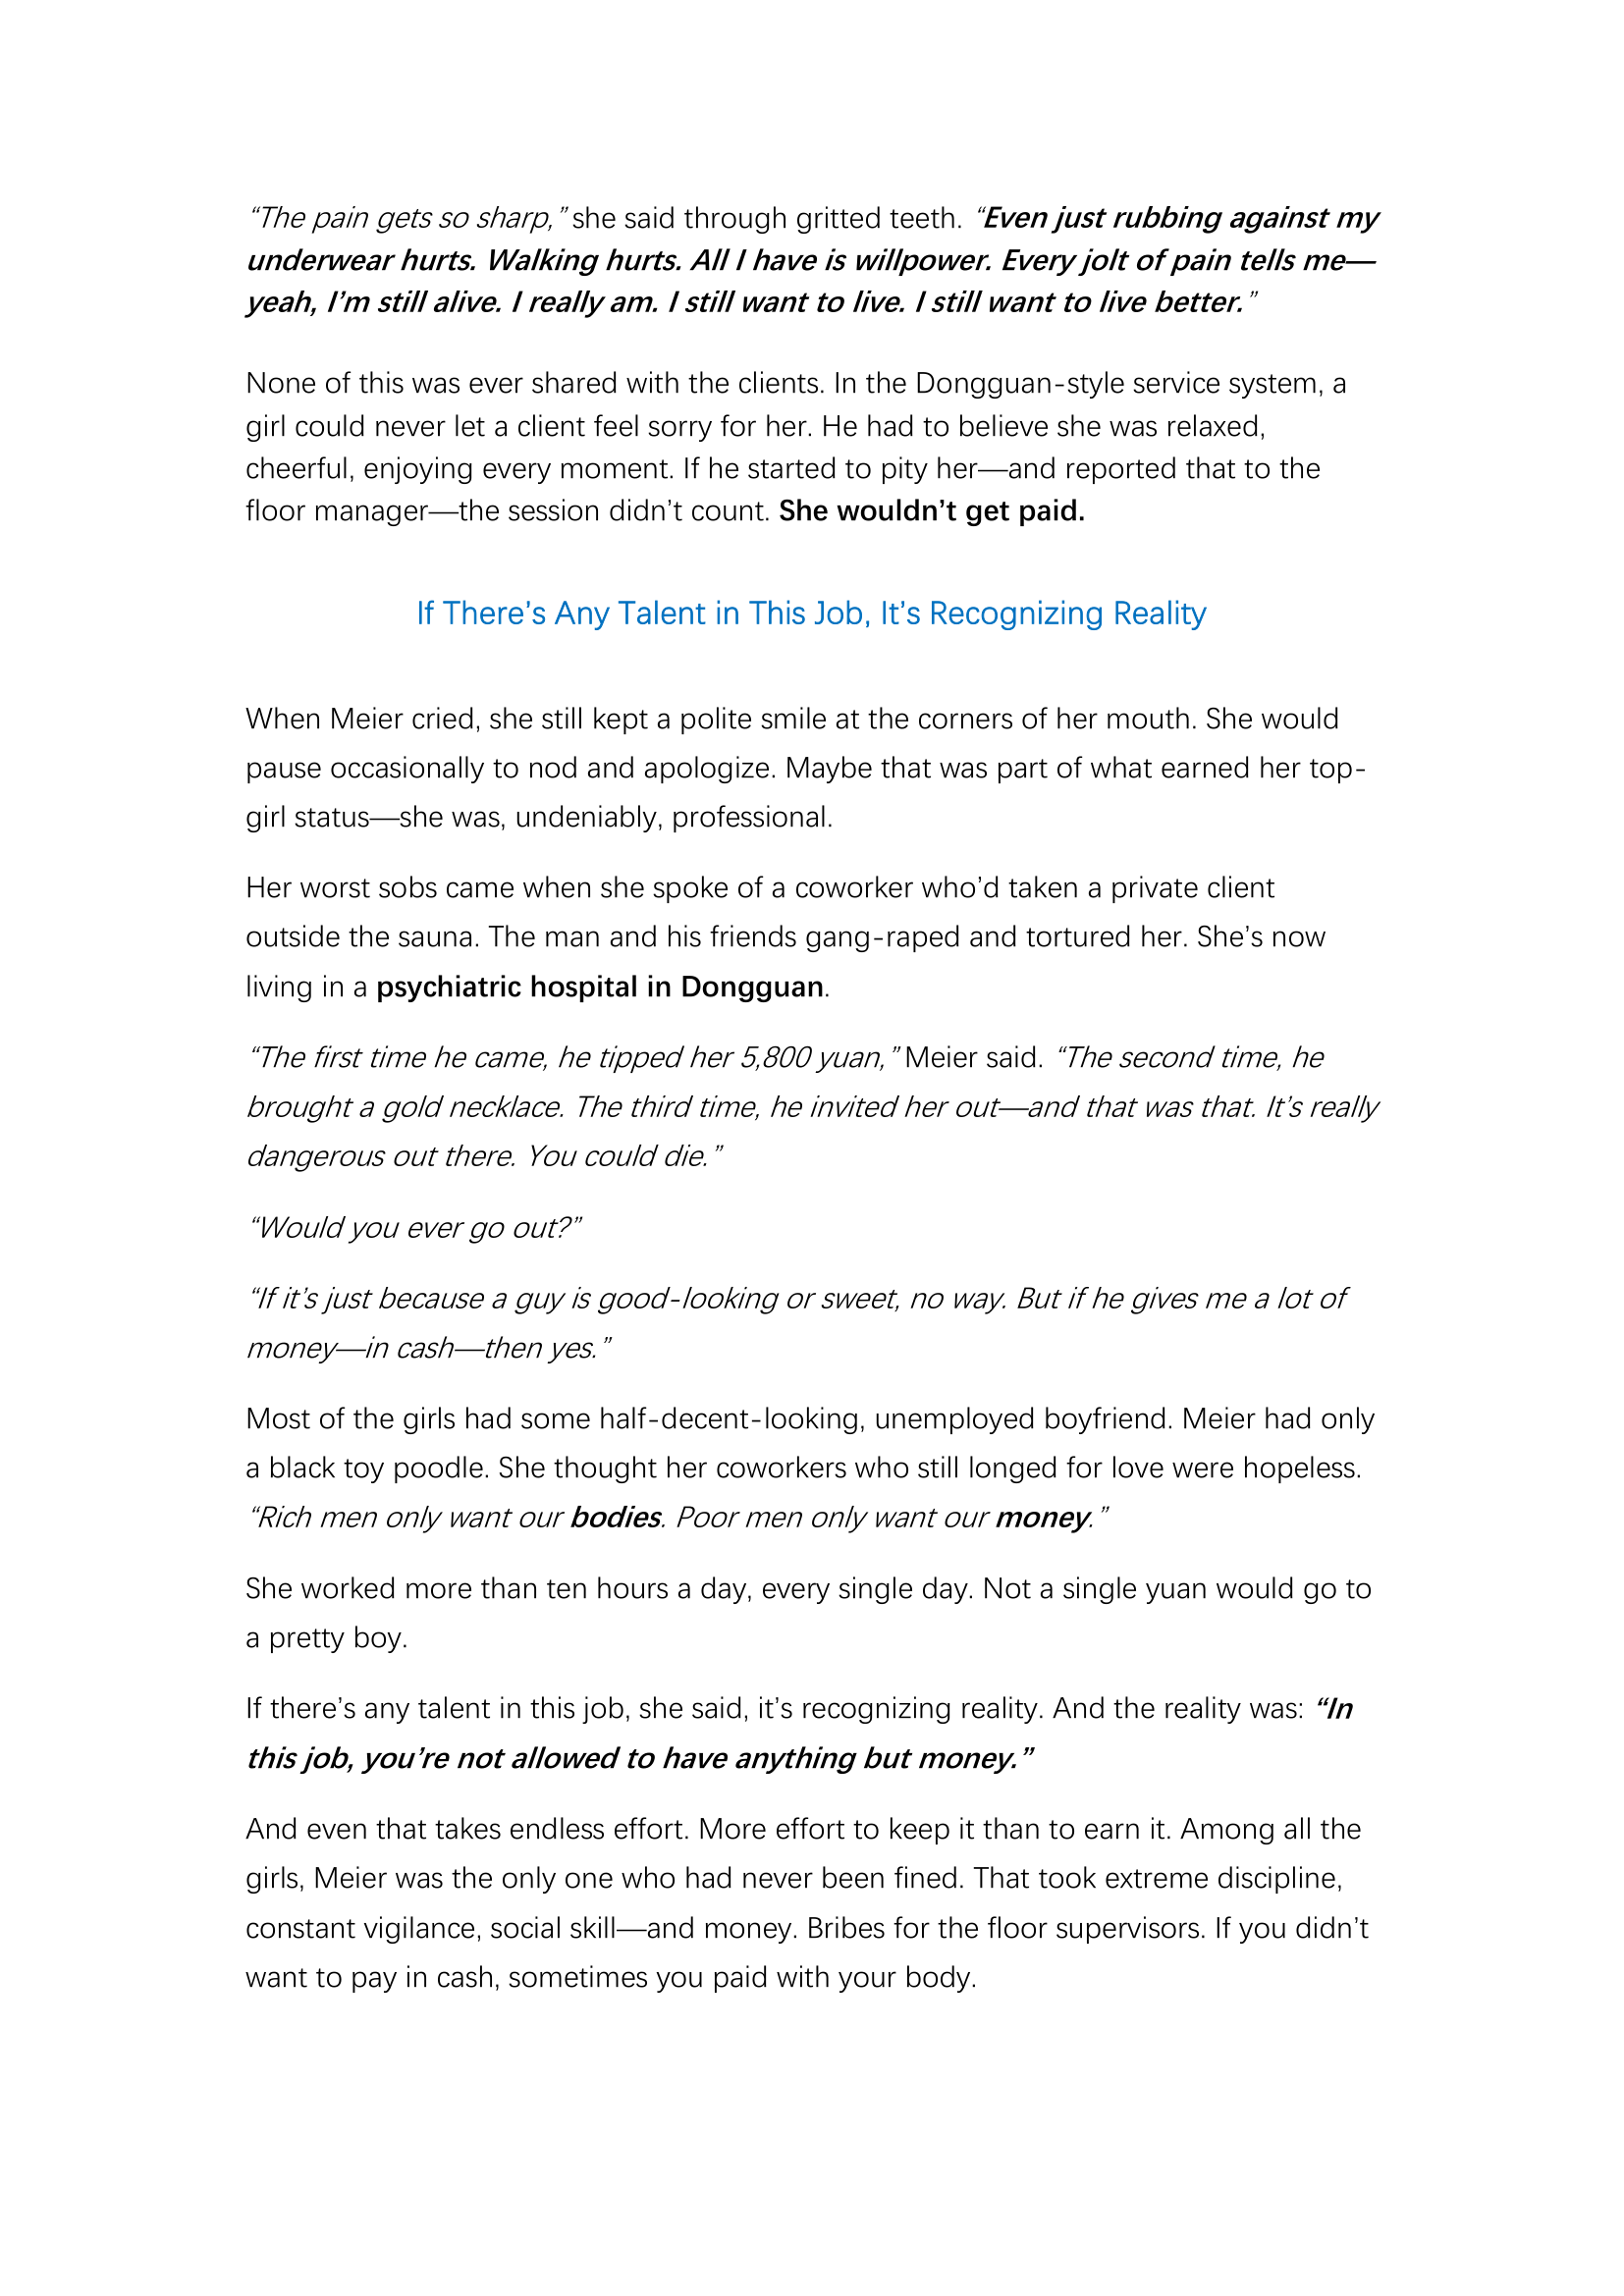 “The pain gets so sharp,” she said through gritted teeth. “Even just rubbing against my
underwear hurts. Walking hurts. All I have is willpower. Every jolt of pain tells me—
yeah, I’m still alive. I really am. I still want to live. I still want to live better.”
None of this was ever shared with the clients. In the Dongguan-style service system, a
girl could never let a client feel sorry for her. He had to believe she was relaxed,
cheerful, enjoying every moment. If he started to pity her—and reported that to the
floor manager—the session didn’t count. She wouldn’t get paid.
If There’s Any Talent in This Job, It’s Recognizing Reality
When Meier cried, she still kept a polite smile at the corners of her mouth. She would
pause occasionally to nod and apologize. Maybe that was part of what earned her top-
girl status—she was, undeniably, professional.
Her worst sobs came when she spoke of a coworker who’d taken a private client
outside the sauna. The man and his friends gang-raped and tortured her. She’s now
living in a psychiatric hospital in Dongguan.
“The first time he came, he tipped her 5,800 yuan,” Meier said. “The second time, he
brought a gold necklace. The third time, he invited her out—and that was that. It’s really
dangerous out there. You could die.”
“Would you ever go out?”
“If it’s just because a guy is good-looking or sweet, no way. But if he gives me a lot of
money—in cash—then yes.”
Most of the girls had some half-decent-looking, unemployed boyfriend. Meier had only
a black toy poodle. She thought her coworkers who still longed for love were hopeless.
“Rich men only want our bodies. Poor men only want our money.”
She worked more than ten hours a day, every single day. Not a single yuan would go to
a pretty boy.
If there’s any talent in this job, she said, it’s recognizing reality. And the reality was: “In
this job, you’re not allowed to have anything but money.”
And even that takes endless effort. More effort to keep it than to earn it. Among all the
girls, Meier was the only one who had never been fined. That took extreme discipline,
constant vigilance, social skill—and money. Bribes for the floor supervisors. If you didn’t
want to pay in cash, sometimes you paid with your body.